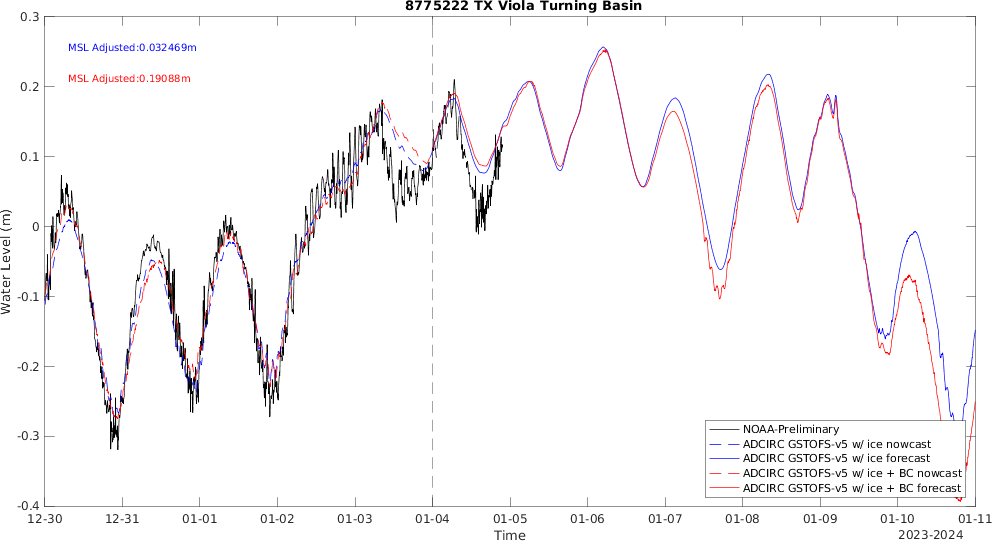 8775222 TX Viola Turning Basin
MSL Adjusted:0.032469m
MSL Adjusted:0.19088m
Water Level (m)
0.3
0.2
0.1
0
-0.1
-0.2
-0.3
-0.4
NOAA-Preliminary
ADCIRC GSTOFS-v5 w/ ice nowcast
ADCIRC GSTOFS-v5 w/ ice forecast
ADCIRC GSTOFS-v5 w/ ice + BC nowcast
ADCIRC GSTOFS-v5 w/ ice + BC forecast
12-30 12-31 01-01 01-02 01-03 01-04 01-05 01-06 01-07 01-08 01-09 01-10 01-11
Time
2023-2024